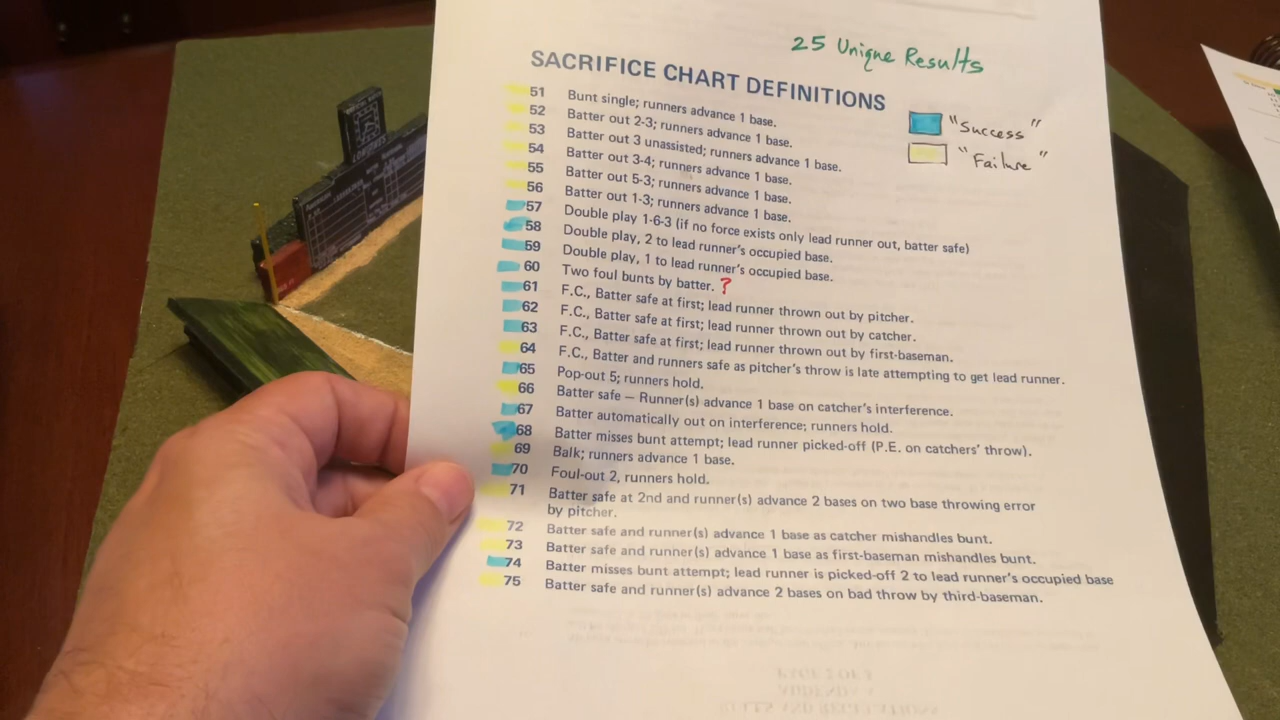 25 Unique Results
SACRIFICE CHART DEFINITIONS
"Success"
"Failure"
51 Bunt single; runners advance 1 base.
52 Batter out 2-3; runners advance 1 base.
53 Batter out 3 unassisted; runners advance 1 base.
54 Batter out 3-4; runners advance 1 base.
55 Batter out 5-3; runners advance 1 base.
56 Batter out 1-3; runners advance 1 base.
57 Double play 1-6-3 (if no force exists only lead runner out, batter safe)
58 Double play, 2 to lead runner's occupied base.
59 Double play, 1 to lead runner's occupied base.
60 Two foul bunts by batter. ?
61 F.C., Batter safe at first; lead runner thrown out by pitcher.
62 F.C., Batter safe at first; lead runner thrown out by catcher.
63 F.C., Batter safe at first; lead runner thrown out by first-baseman.
64 F.C., Batter and runners safe as pitcher's throw is late attempting to get lead runner.
65 Pop-out 5; runners hold.
66 Batter safe — Runner(s) advance 1 base on catcher's interference.
67 Batter automatically out on interference; runners hold.
68 Batter misses bunt attempt; lead runner picked-off (P.E. on catchers' throw).
69 Balk; runners advance 1 base.
70 Foul-out 2, runners hold.
71 Batter safe at 2nd and runner(s) advance 2 bases on two base throwing error
by pitcher.
72 Batter safe and runner(s) advance 1 base as catcher mishandles bunt.
73 Batter safe and runner(s) advance 1 base as first-baseman mishandles bunt.
74 Batter misses bunt attempt; lead runner is picked-off 2 to lead runner's occupied base
75 Batter safe and runner(s) advance 2 bases on bad throw by third-baseman.